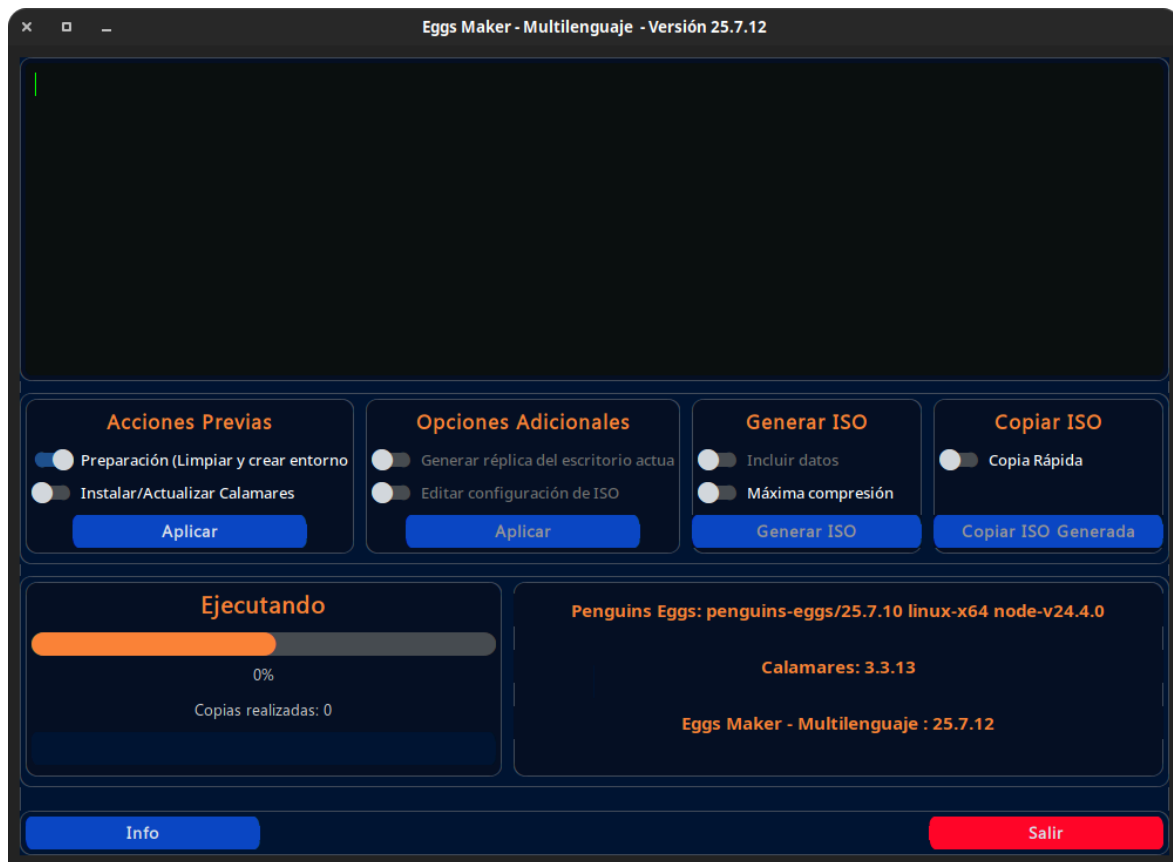 Eggs Maker - Multilenguaje - Versión 25.7.12
Acciones Previas
Preparación (Limpiar y crear entorno
Instalar/Actualizar Calamares
Aplicar
Opciones Adicionales
Generar réplica del escritorio actua
Editar configuración de ISO
Aplicar
Generar ISO
Incluir datos
Máxima compresión
Generar ISO
Copiar ISO
Copia Rápida
Copiar ISO Generada
Ejecutando
0%
Copias realizadas: 0
Penguins Eggs: penguins-eggs/25.7.10 linux-x64 node-v24.4.0
Calamares: 3.3.13
Eggs Maker - Multilenguaje : 25.7.12
Info
Salir